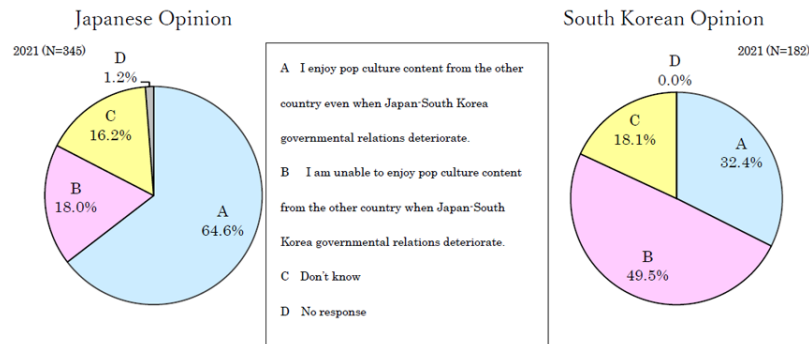 Japanese Opinion
2021 (N=345)
D
1.2%
C
16.2%
B
18.0%
A
64.6%
A I enjoy pop culture content from the other
country even when Japan-South Korea
governmental relations deteriorate.
B I am unable to enjoy pop culture content
from the other country when Japan-South
Korea governmental relations deteriorate.
C Don't know
D No response
South Korean Opinion
2021 (N=182)
D
0.0%
C
18.1%
A
32.4%
B
49.5%